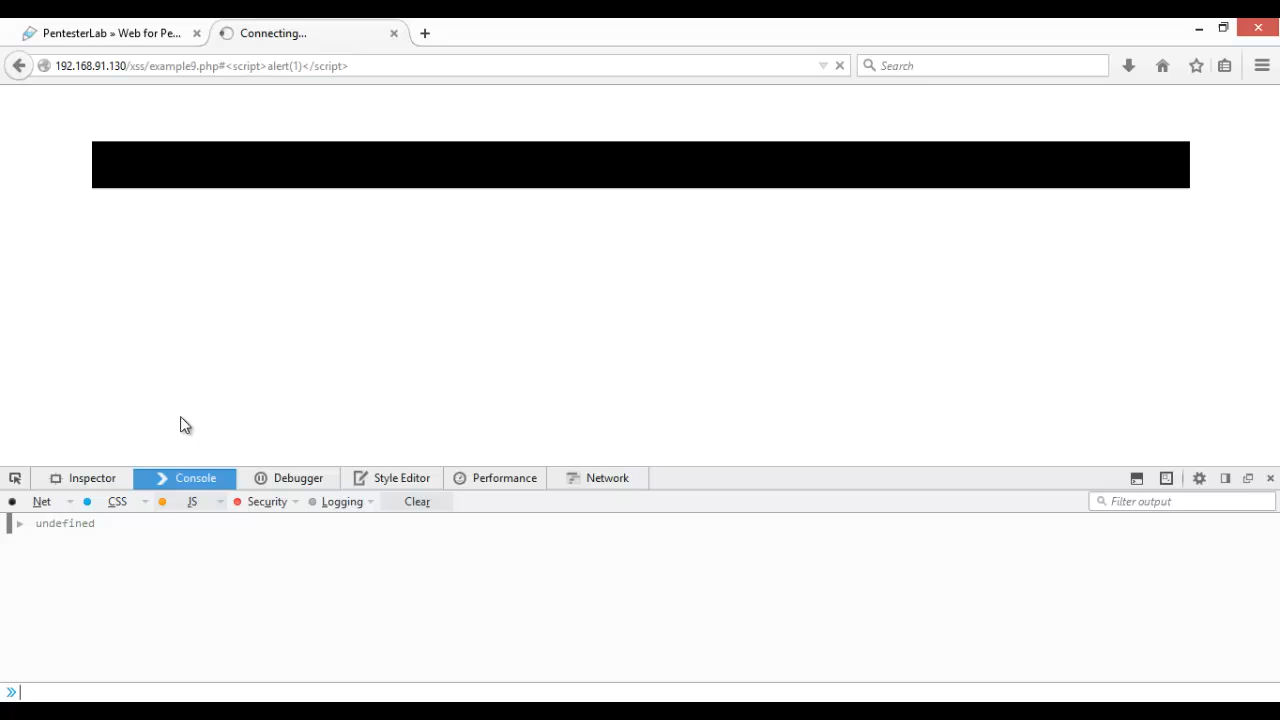 PentesterLab » Web for Pe...
Connecting...
192.168.91.130/xss/example9.php#<script>alert(1)</script>
Search
Inspector
Console
Debugger
Style Editor
Performance
Network
Net
CSS
JS
Security
Logging
Clear
Filter output
undefined